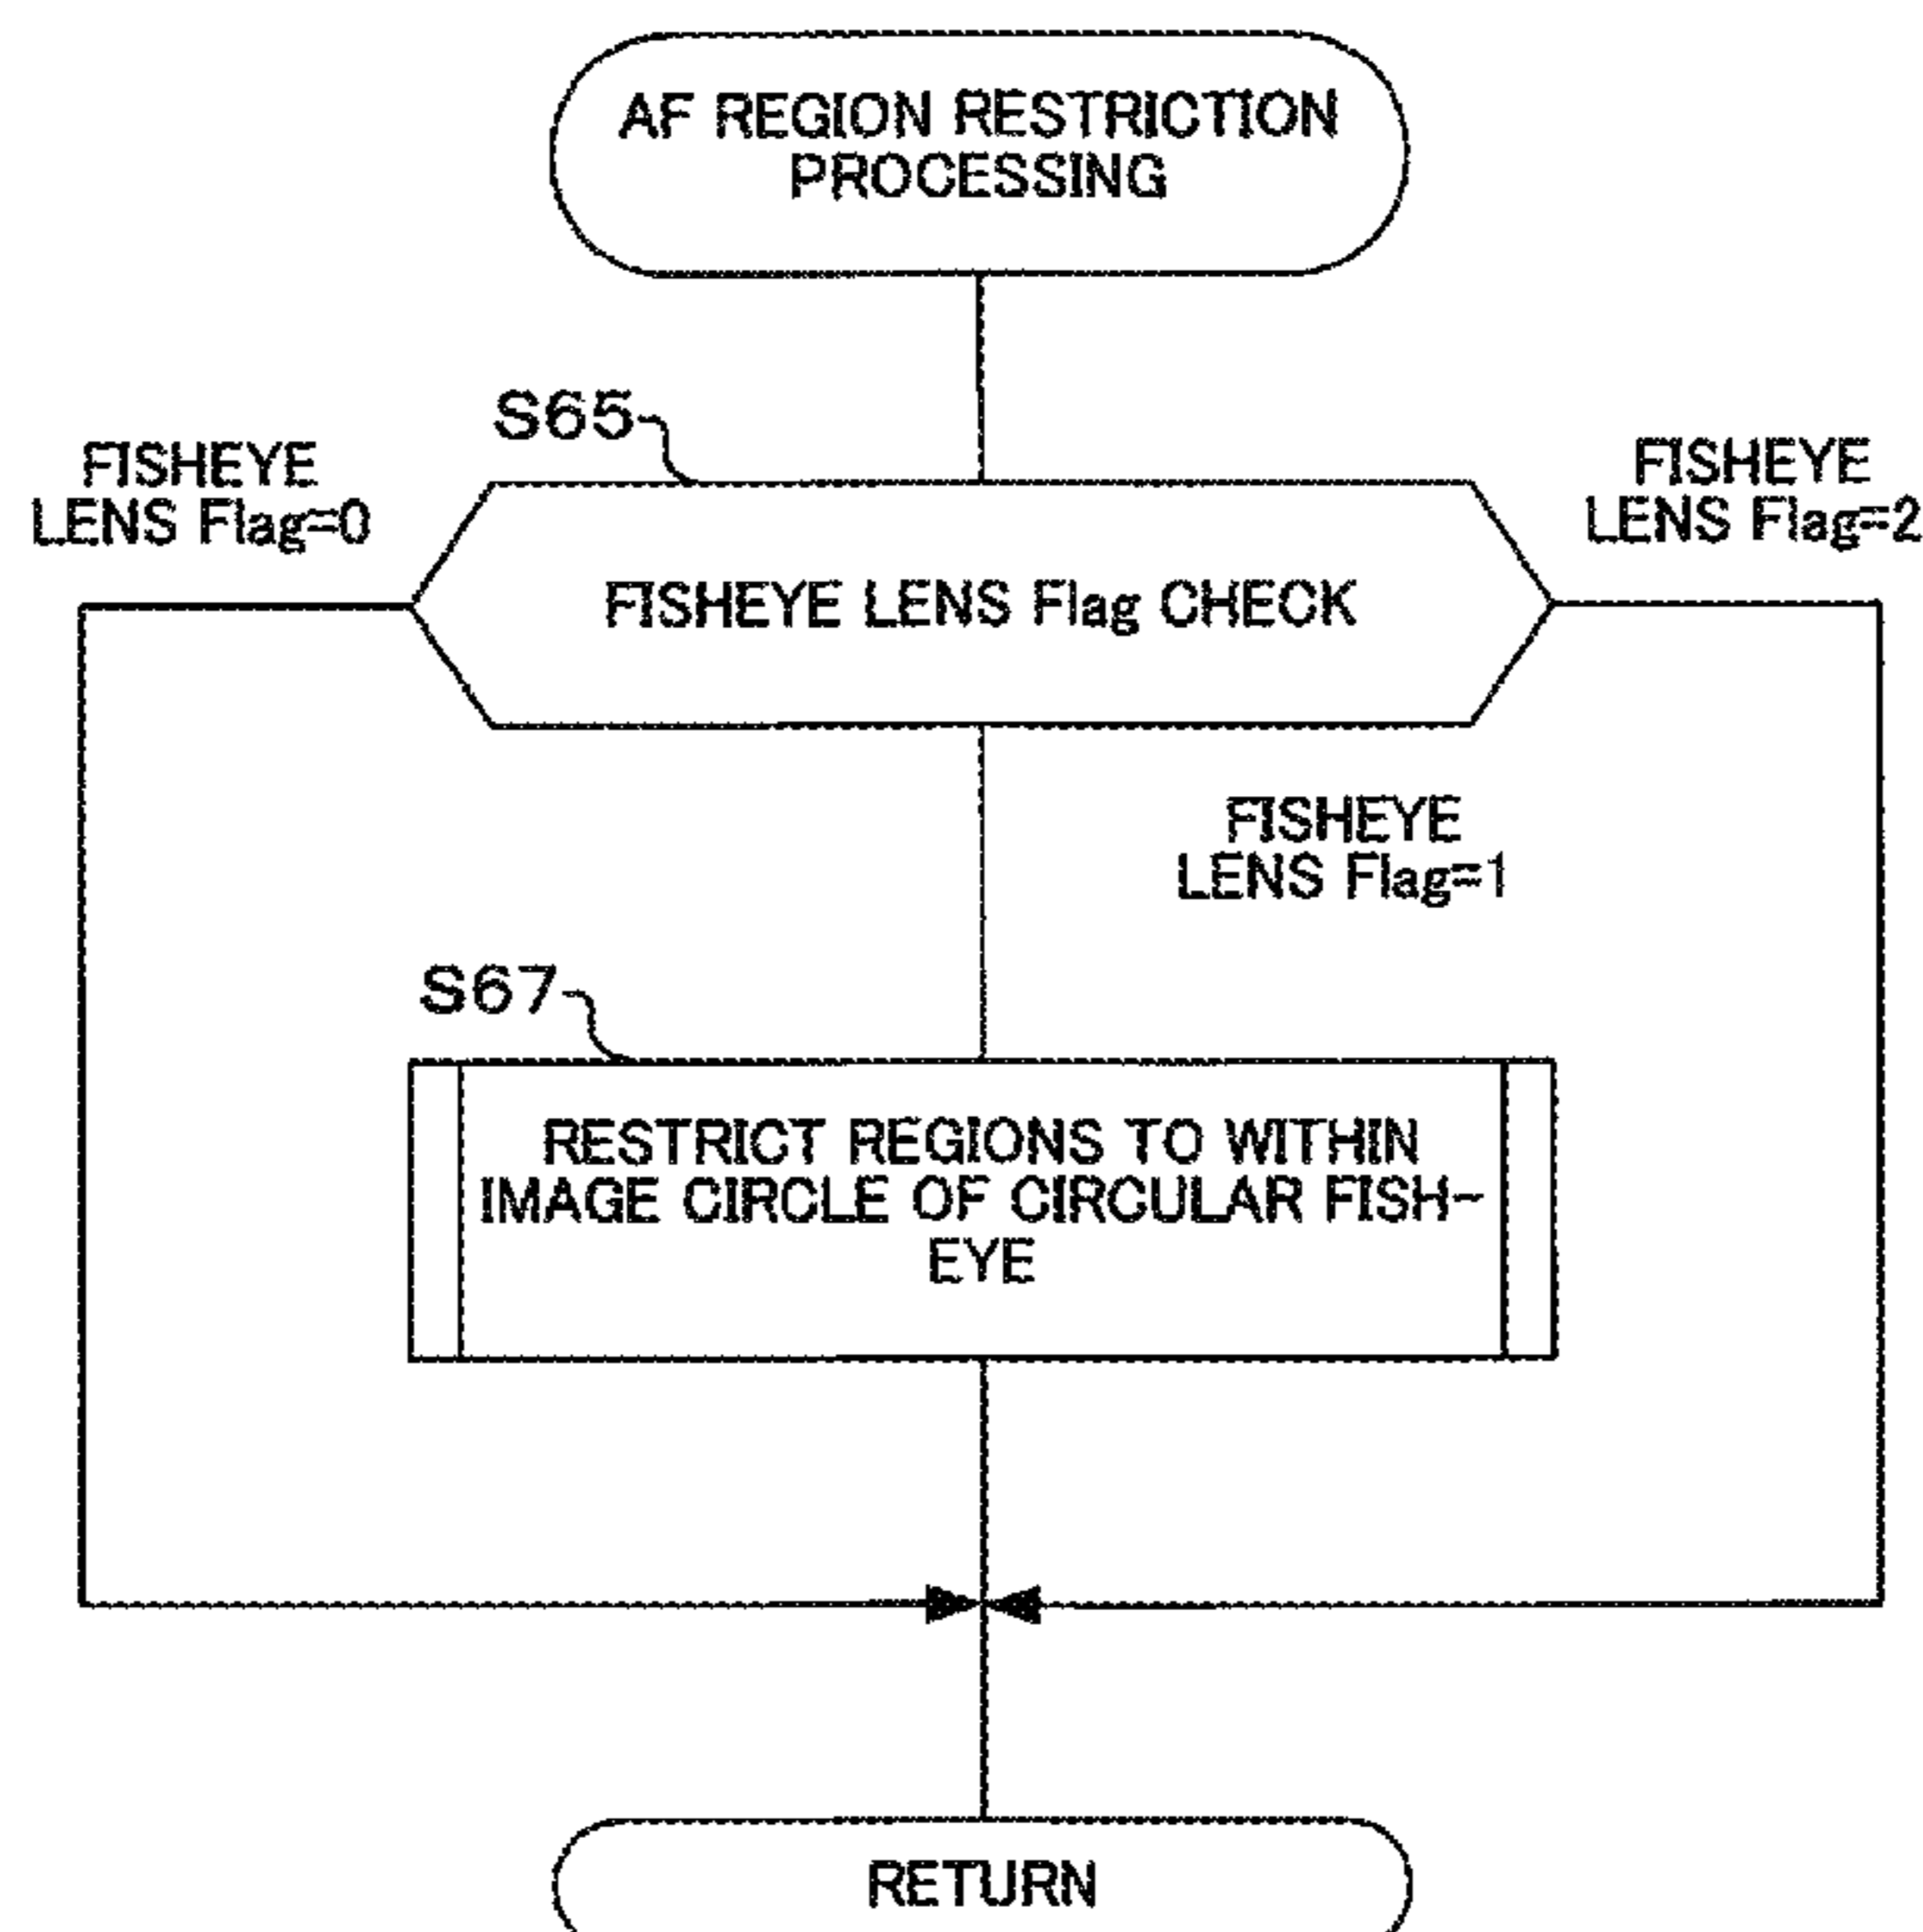 AF REGION RESTRICTION
PROCESSING
S65
FISHEYE
LENS Flag=0
FISHEYE
LENS Flag=2
FISHEYE LENS Flag CHECK
FISHEYE
LENS Flag=1
S67
RESTRICT REGIONS TO WITHIN
IMAGE CIRCLE OF CIRCULAR FISH-
EYE
RETURN